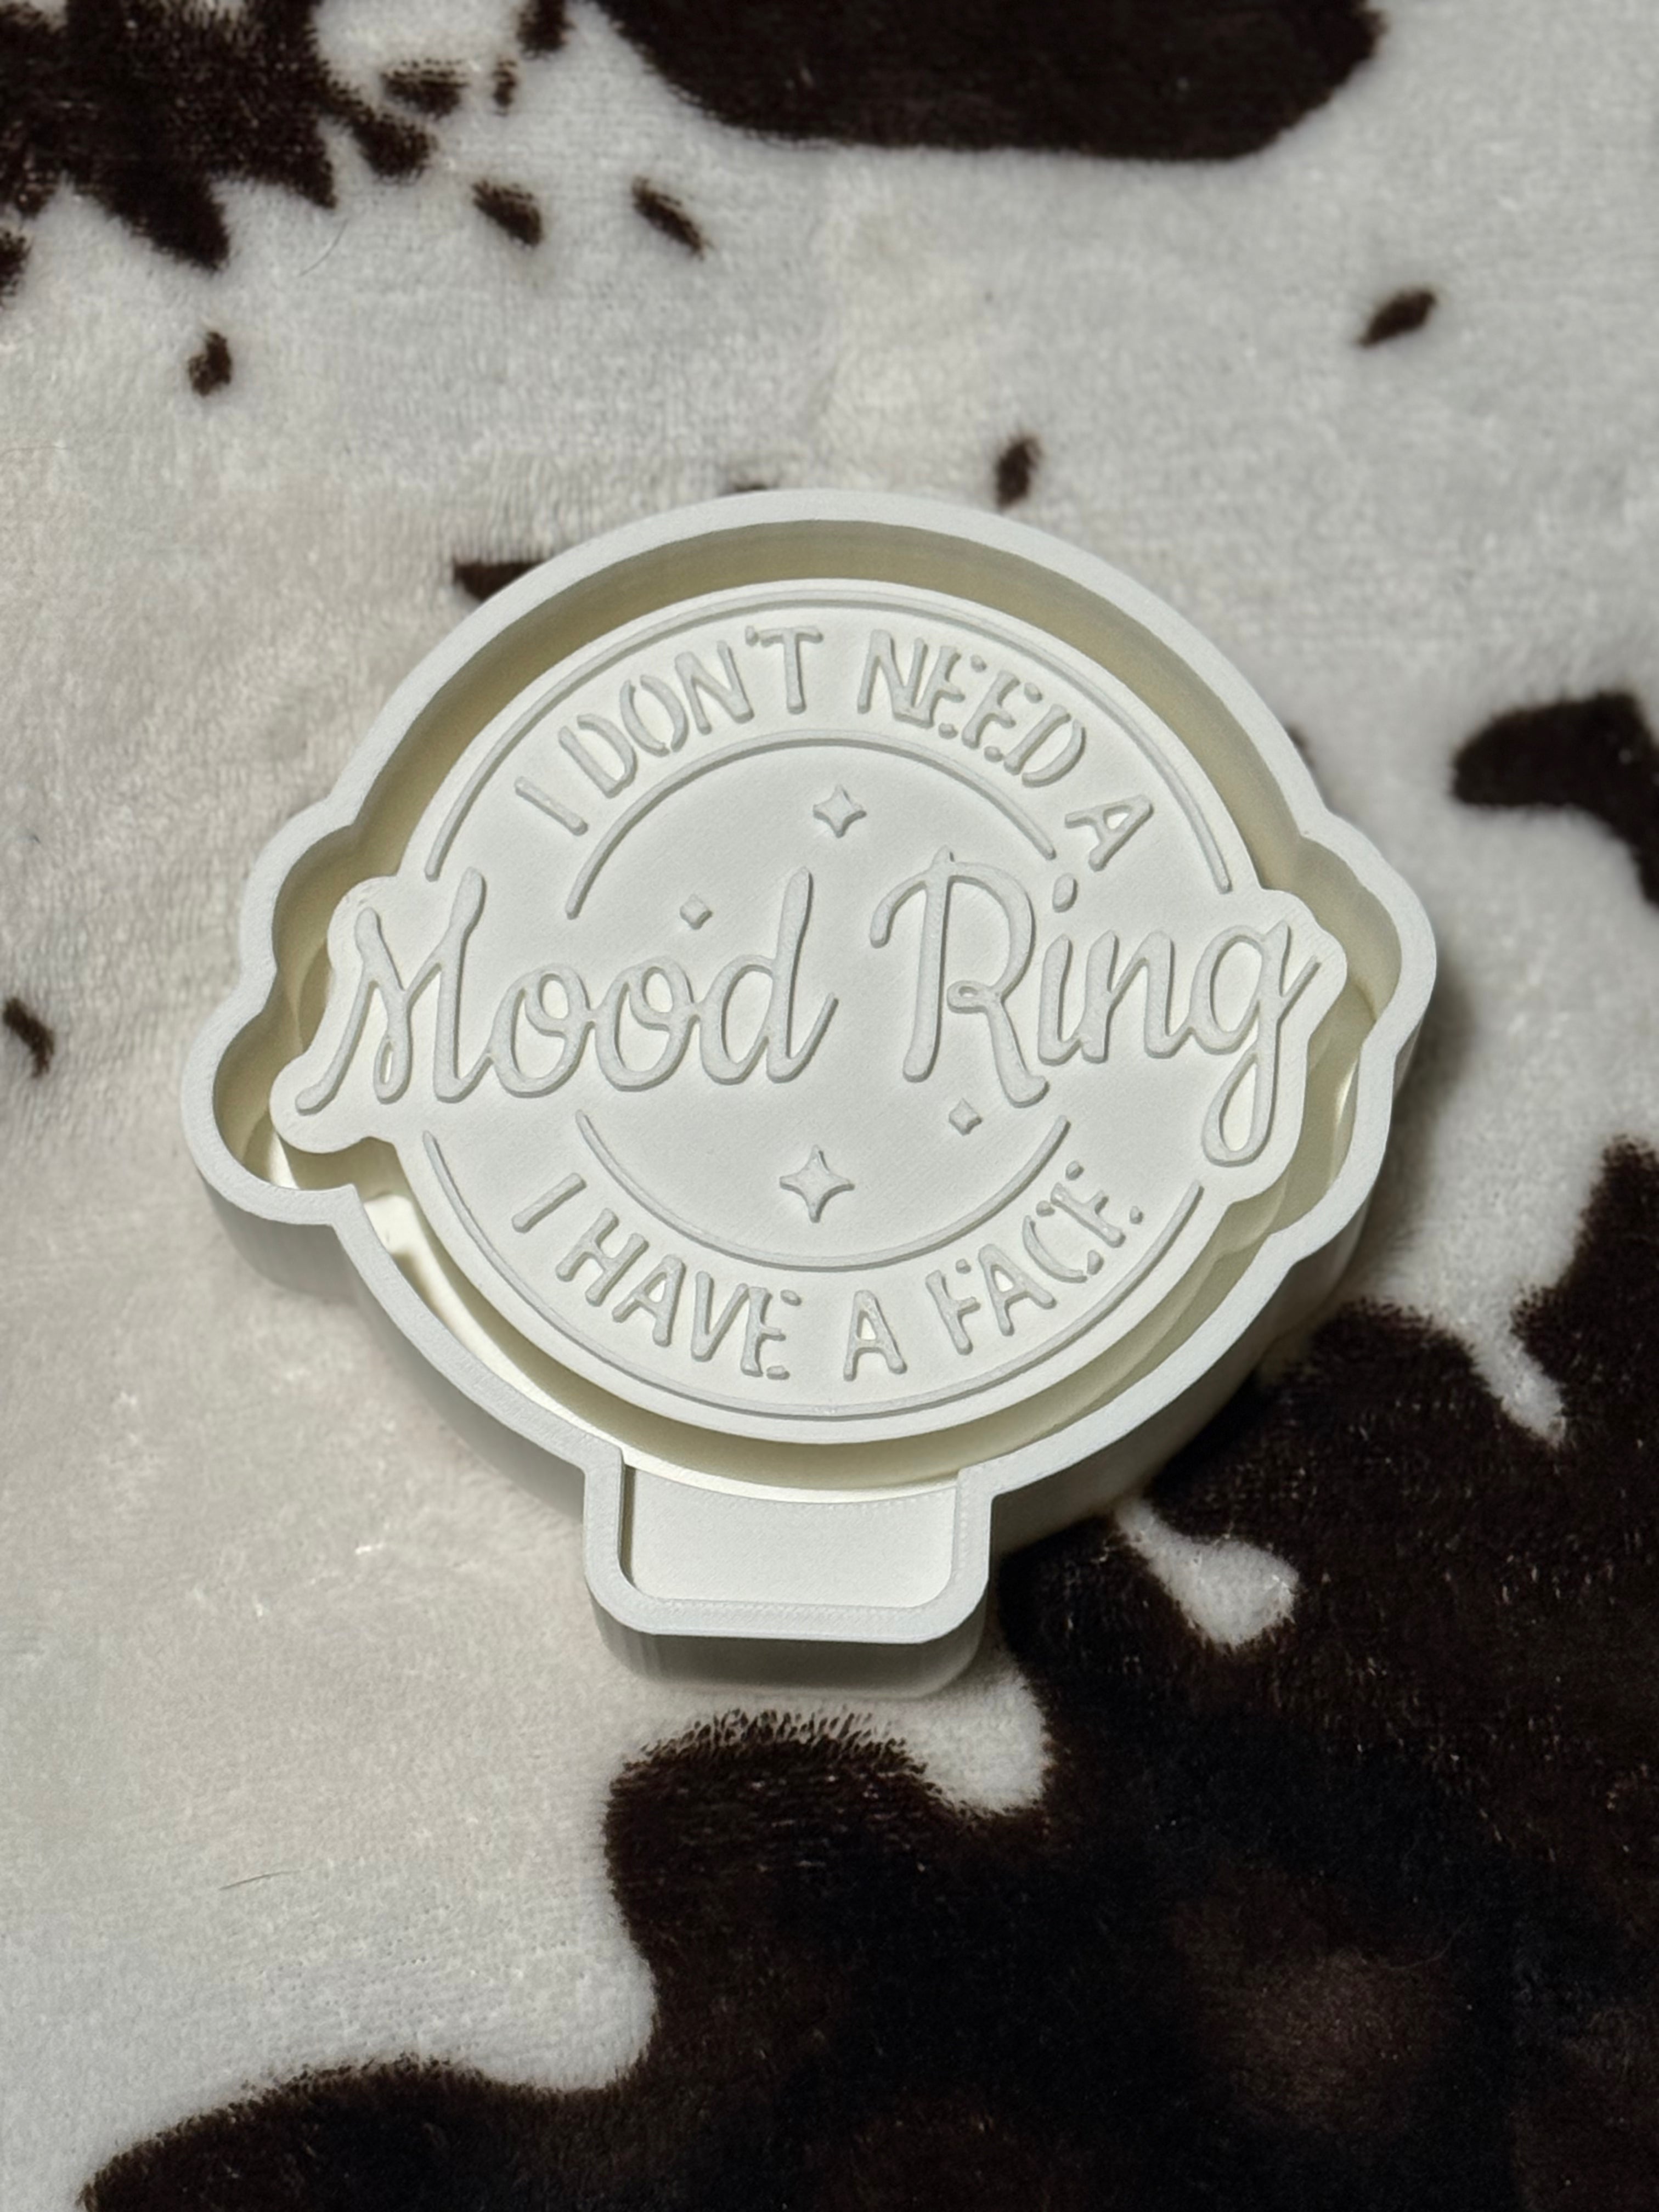 I DON'T NEED A
Mood Ring
I HAVE A FACE